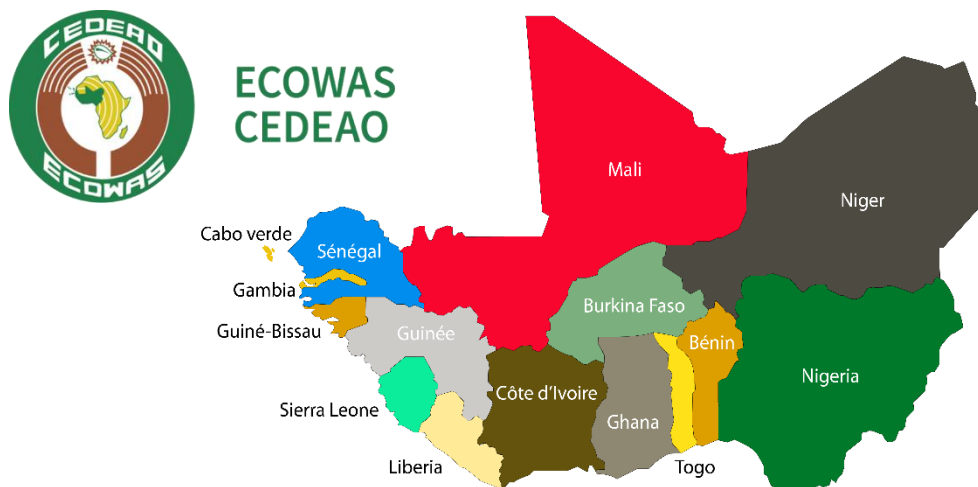 CEDEAO
ECOWAS
ECOWAS
CEDEAO
Mali
Niger
Cabo verde
Sénégal
Gambia
Burkina Faso
Guiné-Bissau
Guinée
Bénin
Nigeria
Côte d'Ivoire
Sierra Leone
Ghana
Liberia
Togo